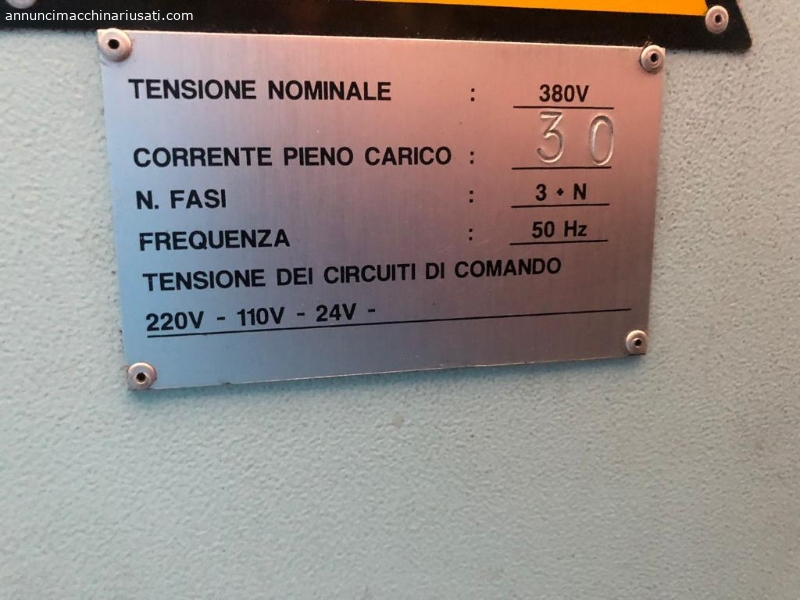 annuncimacchinariusati.com
TENSIONE NOMINALE : 380V
CORRENTE PIENO CARICO : 30
N. FASI : 3 + N
FREQUENZA : 50 Hz
TENSIONE DEI CIRCUITI DI COMANDO
220V - 110V - 24V -